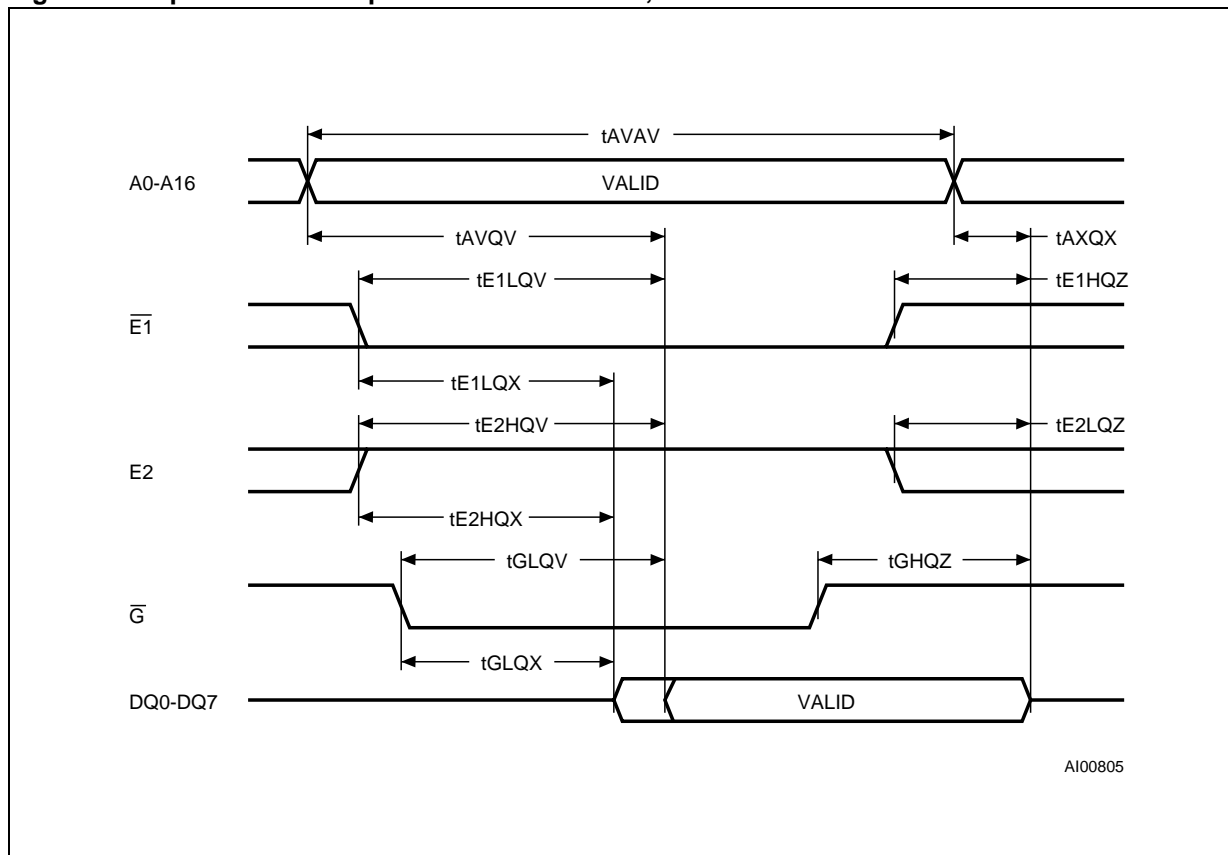 tAVAV
A0-A16
VALID
tAVQV
tAXQX
tE1LQV
tE1HQZ
E1
tE1LQX
tE2HQV
tE2LQZ
E2
tE2HQX
tGLQV
tGHQZ
G
tGLQX
DQ0-DQ7
VALID
AI00805